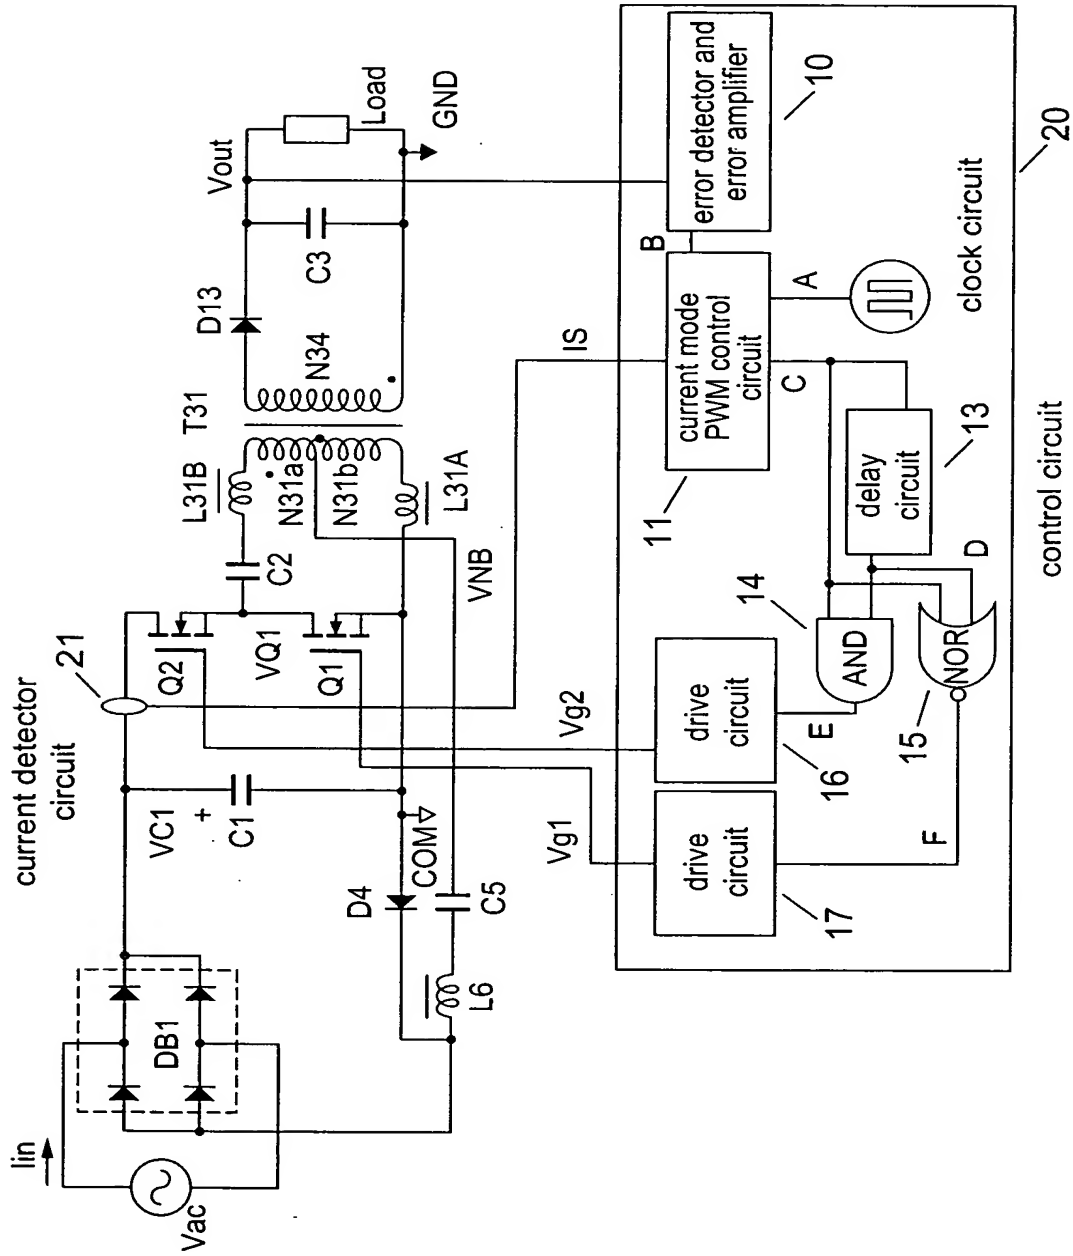 Iin
Vac
DB1
current detector
circuit
21
VC1
+
C1
D4
COM
C5
L6
Q2
VQ1
Q1
C2
VNB
L31B
N31a
N31b
L31A
T31
N34
D13
C3
Vout
Load
GND
IS
Vg2
Vg1
error detector and
error amplifier
10
B
current mode
PWM control
circuit
11
A
clock circuit
C
delay
circuit
13
D
14
AND
NOR
15
E
F
drive
circuit
16
drive
circuit
17
20
control circuit